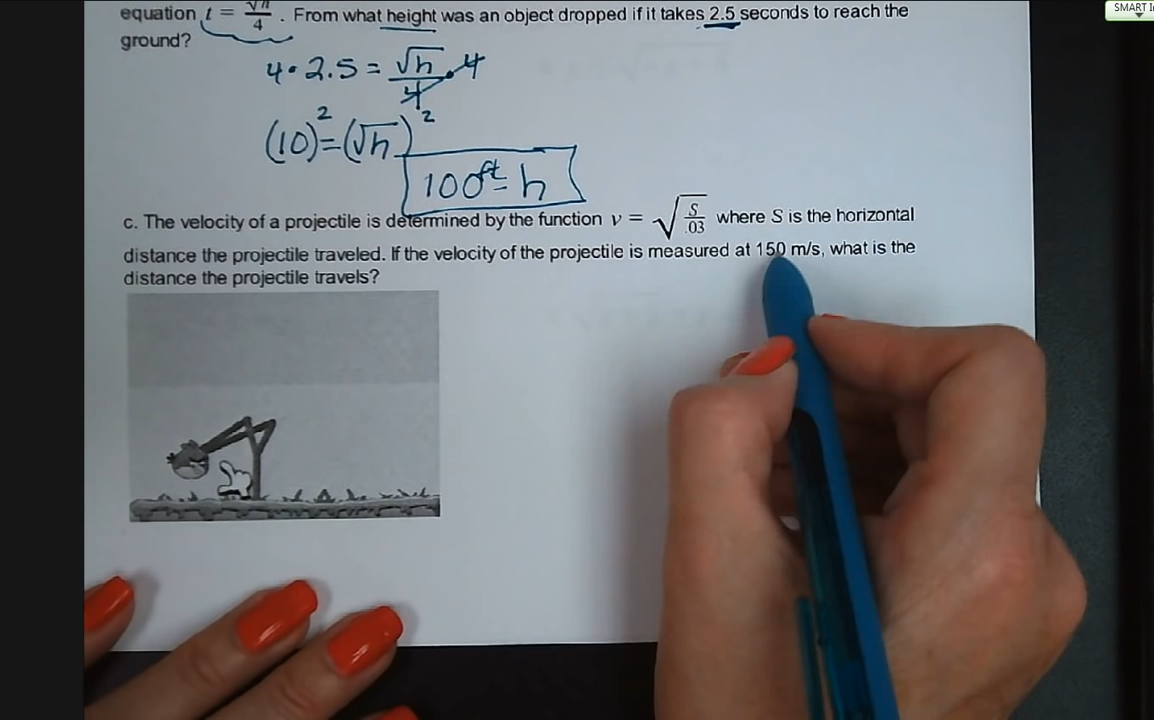 SMART
equation t = √h/4 . From what height was an object dropped if it takes 2.5 seconds to reach the
ground?
4 • 2.5 = √h/4 • 4
(10)² = (√h)²
100 ft = h
c. The velocity of a projectile is determined by the function v = √(S/.03) where S is the horizontal
distance the projectile traveled. If the velocity of the projectile is measured at 150 m/s, what is the
distance the projectile travels?